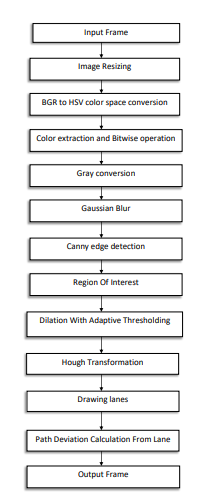 Input Frame
Image Resizing
BGR to HSV color space conversion
Color extraction and Bitwise operation
Gray conversion
Gaussian Blur
Canny edge detection
Region Of Interest
Dilation With Adaptive Thresholding
Hough Transformation
Drawing lanes
Path Deviation Calculation From Lane
Output Frame